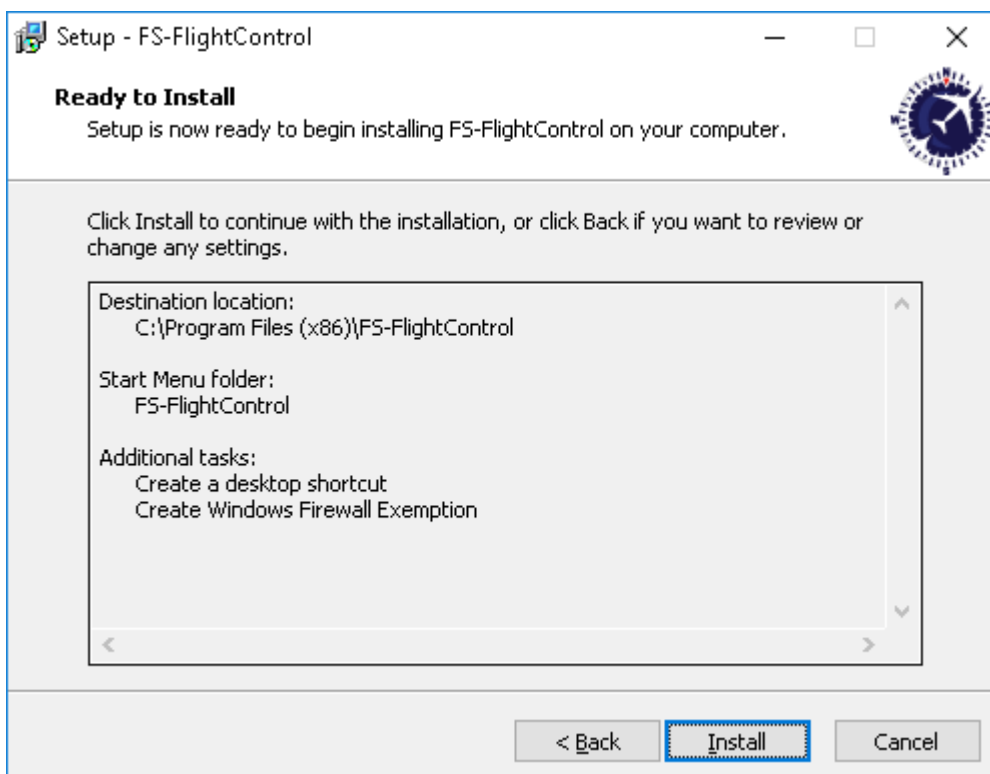 Setup - FS-FlightControl
Ready to Install
Setup is now ready to begin installing FS-FlightControl on your computer.
Click Install to continue with the installation, or click Back if you want to review or
change any settings.
Destination location:
C:\Program Files (x86)\FS-FlightControl
Start Menu folder:
FS-FlightControl
Additional tasks:
Create a desktop shortcut
Create Windows Firewall Exemption
< Back
Install
Cancel